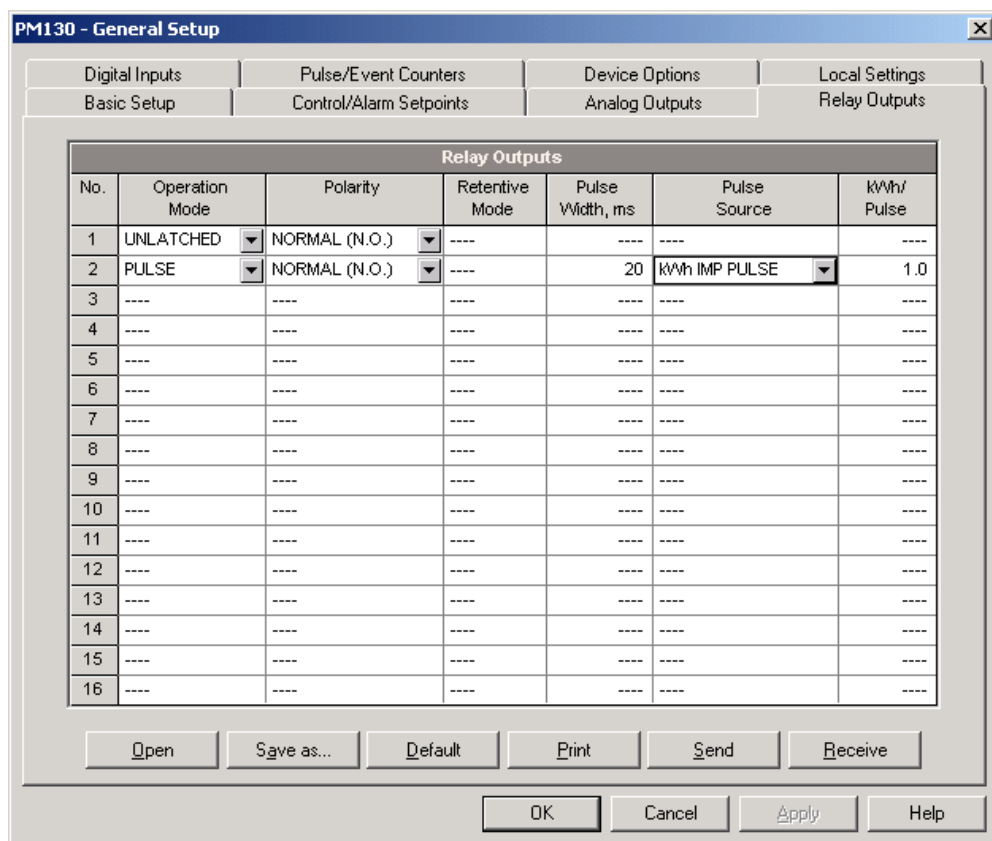 PM130 - General Setup
Digital Inputs Pulse/Event Counters Device Options Local Settings
Basic Setup Control/Alarm Setpoints Analog Outputs Relay Outputs
Relay Outputs
No. Operation Mode Polarity Retentive Mode Pulse Width, ms Pulse Source kWh/ Pulse
1 UNLATCHED NORMAL (N.O.) ---- ---- ---- ----
2 PULSE NORMAL (N.O.) ---- 20 kWh IMP PULSE 1.0
3 ---- ---- ---- ---- ---- ----
4 ---- ---- ---- ---- ---- ----
5 ---- ---- ---- ---- ---- ----
6 ---- ---- ---- ---- ---- ----
7 ---- ---- ---- ---- ---- ----
8 ---- ---- ---- ---- ---- ----
9 ---- ---- ---- ---- ---- ----
10 ---- ---- ---- ---- ---- ----
11 ---- ---- ---- ---- ---- ----
12 ---- ---- ---- ---- ---- ----
13 ---- ---- ---- ---- ---- ----
14 ---- ---- ---- ---- ---- ----
15 ---- ---- ---- ---- ---- ----
16 ---- ---- ---- ---- ---- ----
Open Save as... Default Print Send Receive
OK Cancel Apply Help